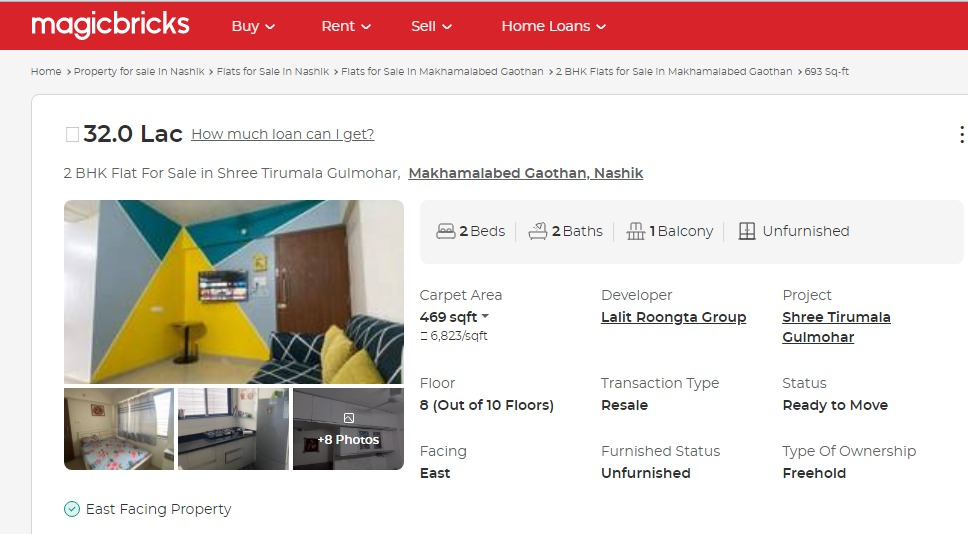 magicbricks
Buy Rent Sell Home Loans
Home > Property for sale in Nashik > Flats for Sale in Nashik > Flats for Sale in Makhamalabed Gaothan > 2 BHK Flats for Sale in Makhamalabed Gaothan > 693 Sq-ft
32.0 Lac How much loan can I get?
2 BHK Flat For Sale in Shree Tirumala Gulmohar, Makhamalabed Gaothan, Nashik
2 Beds 2 Baths 1 Balcony Unfurnished
Carpet Area Developer Project
469 sqft Lalit Roongta Group Shree Tirumala
6,823/sqft Gulmohar
Floor Transaction Type Status
8 (Out of 10 Floors) Resale Ready to Move
+8 Photos
Facing Furnished Status Type Of Ownership
East Unfurnished Freehold
East Facing Property